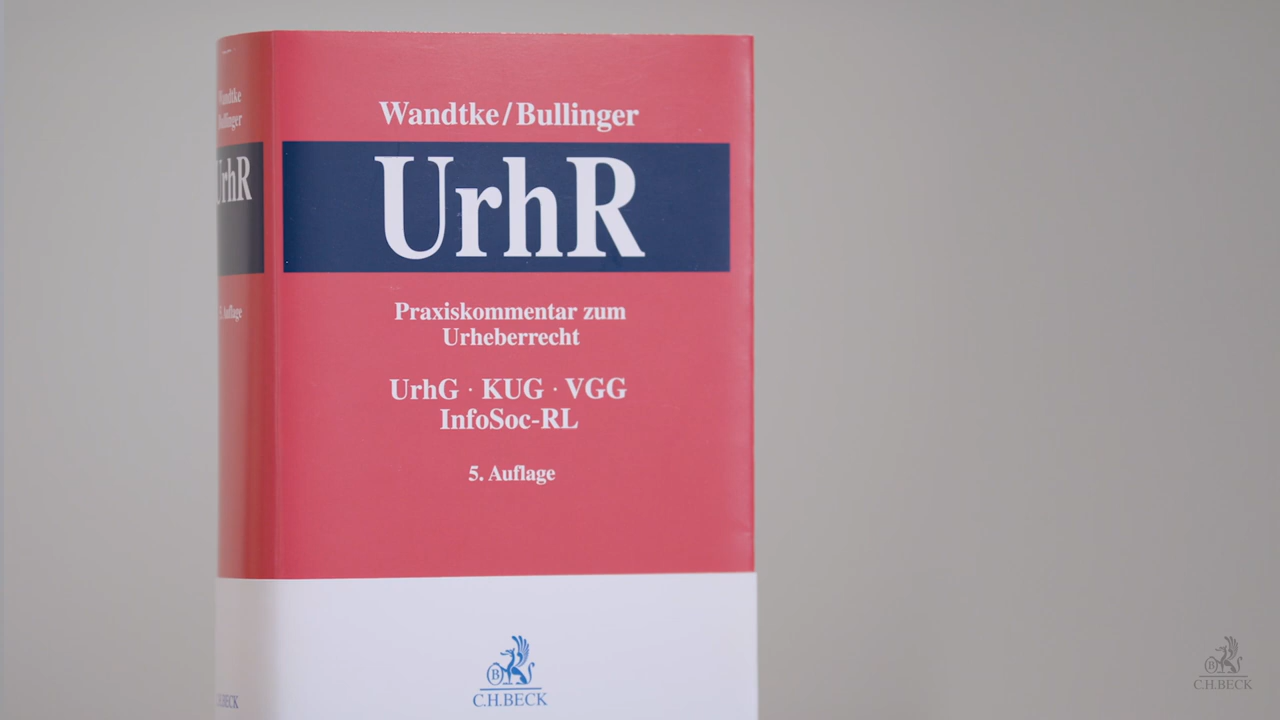 Wandtke
Bullinger
UrhR
5. Auflage
Wandtke/Bullinger
UrhR
Praxiskommentar zum
Urheberrecht
UrhG · KUG · VGG
InfoSoc-RL
5. Auflage
B
C.H.BECK
C.H.BECK
B
C.H.BECK